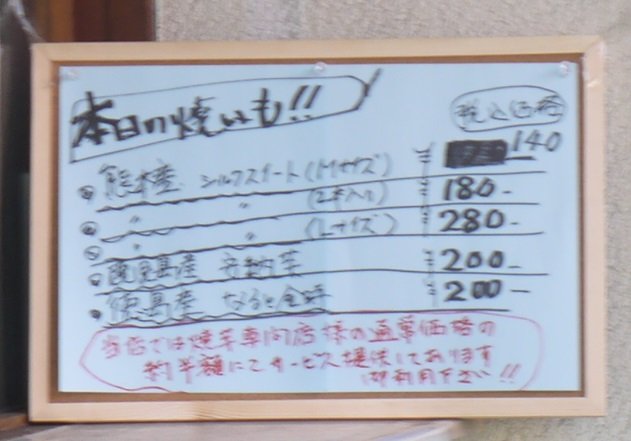 本日の焼いも!!
税込価格
熊本産 シルクスイート (Mサイズ) ¥ 140
〃 〃 (2本入り) ¥ 180-
〃 〃 (Lサイズ) ¥ 280-
鹿児島産 安納芋 ¥ 200-
徳島産 なると金時 ¥ 200-
当店では焼芋専門店様の通常価格の
約半額にてサービス提供しております
御利用下さい!!